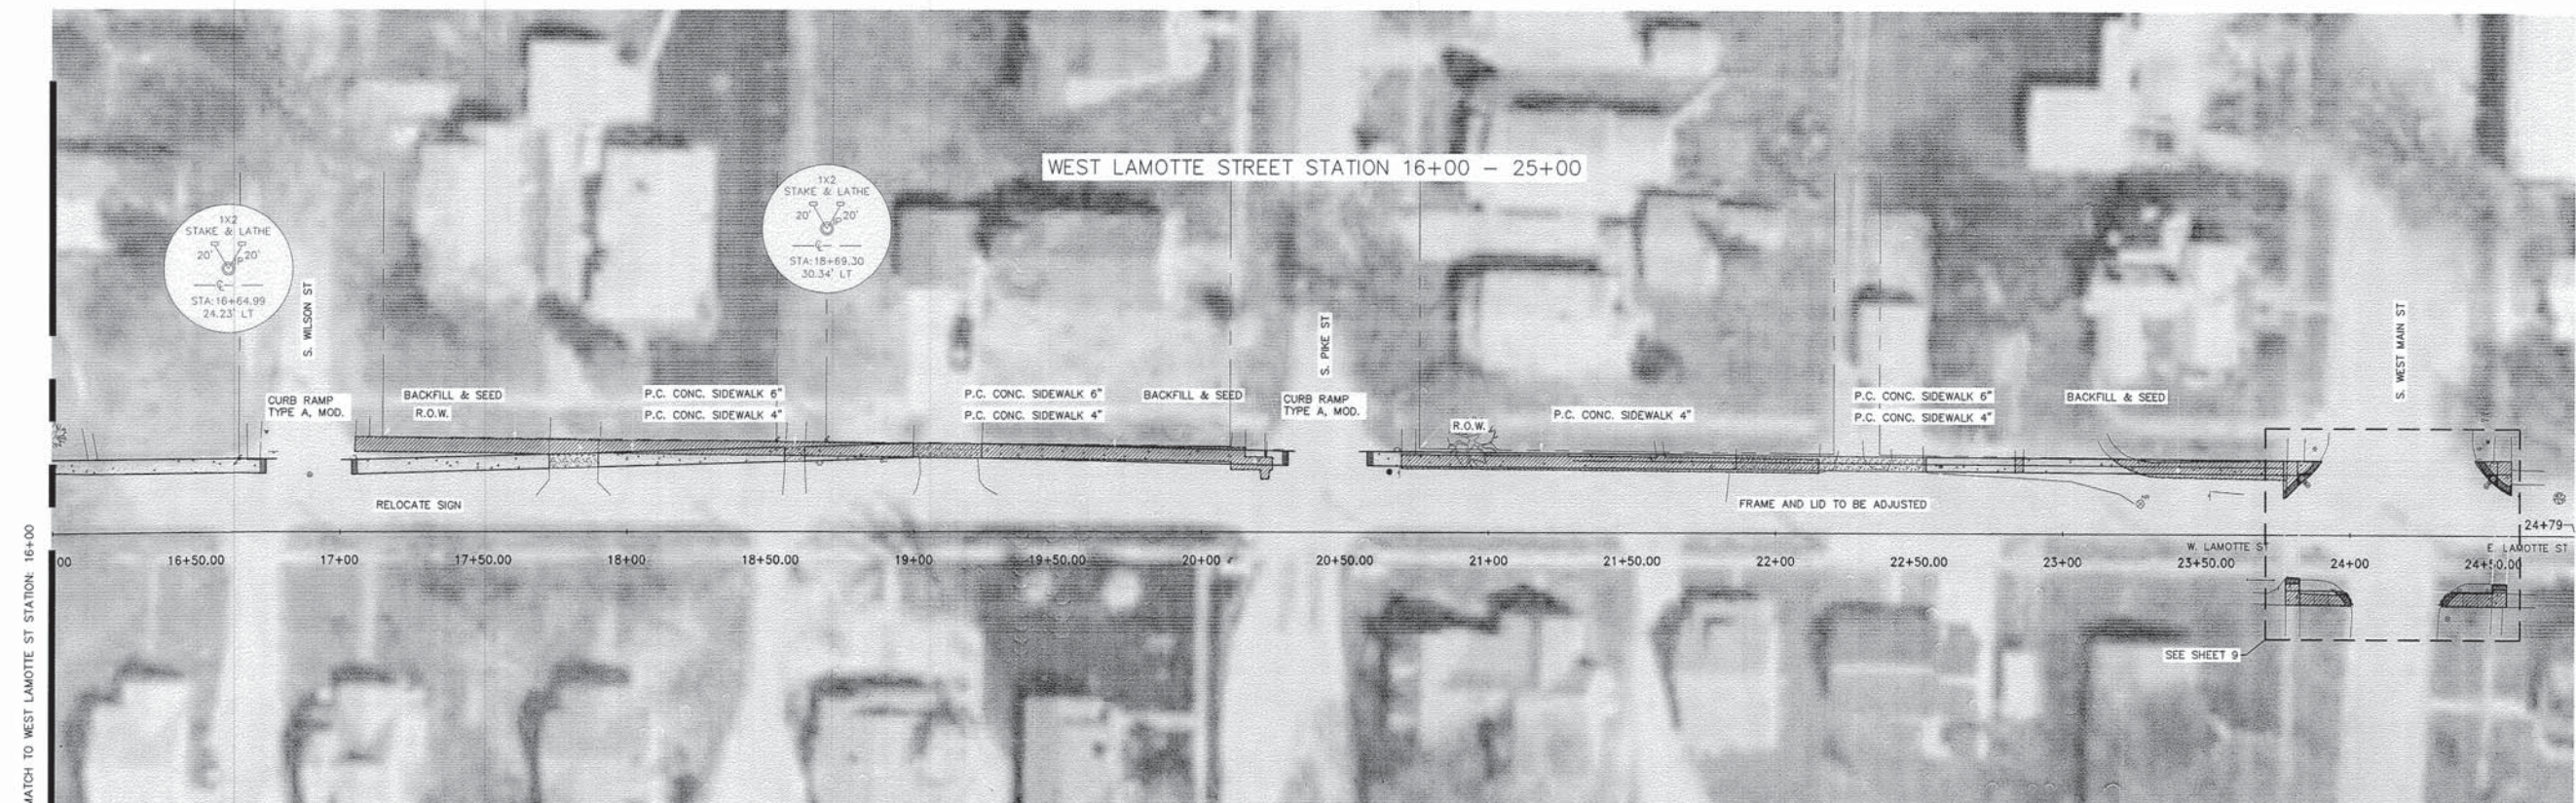 WEST LAMOTTE STREET STATION 16+00 - 25+00
1X2
STAKE & LATHE
20' 20'
P
℄
STA:16+64.99
24.23' LT
1X2
STAKE & LATHE
20' 20'
P
℄
STA:18+69.30
30.34' LT
S. WILSON ST
S. PIKE ST
S. WEST MAIN ST
CURB RAMP
TYPE A, MOD.
BACKFILL & SEED
R.O.W.
P.C. CONC. SIDEWALK 6"
P.C. CONC. SIDEWALK 4"
P.C. CONC. SIDEWALK 6"
P.C. CONC. SIDEWALK 4"
BACKFILL & SEED
CURB RAMP
TYPE A, MOD.
R.O.W.
P.C. CONC. SIDEWALK 4"
P.C. CONC. SIDEWALK 6"
P.C. CONC. SIDEWALK 4"
BACKFILL & SEED
RELOCATE SIGN
FRAME AND LID TO BE ADJUSTED
24+79
W. LAMOTTE ST
E. LAMOTTE ST
00 16+50.00 17+00 17+50.00 18+00 18+50.00 19+00 19+50.00 20+00 20+50.00 21+00 21+50.00 22+00 22+50.00 23+00 23+50.00 24+00 24+50.00
SEE SHEET 9
MATCH TO WEST LAMOTTE ST STATION: 16+00